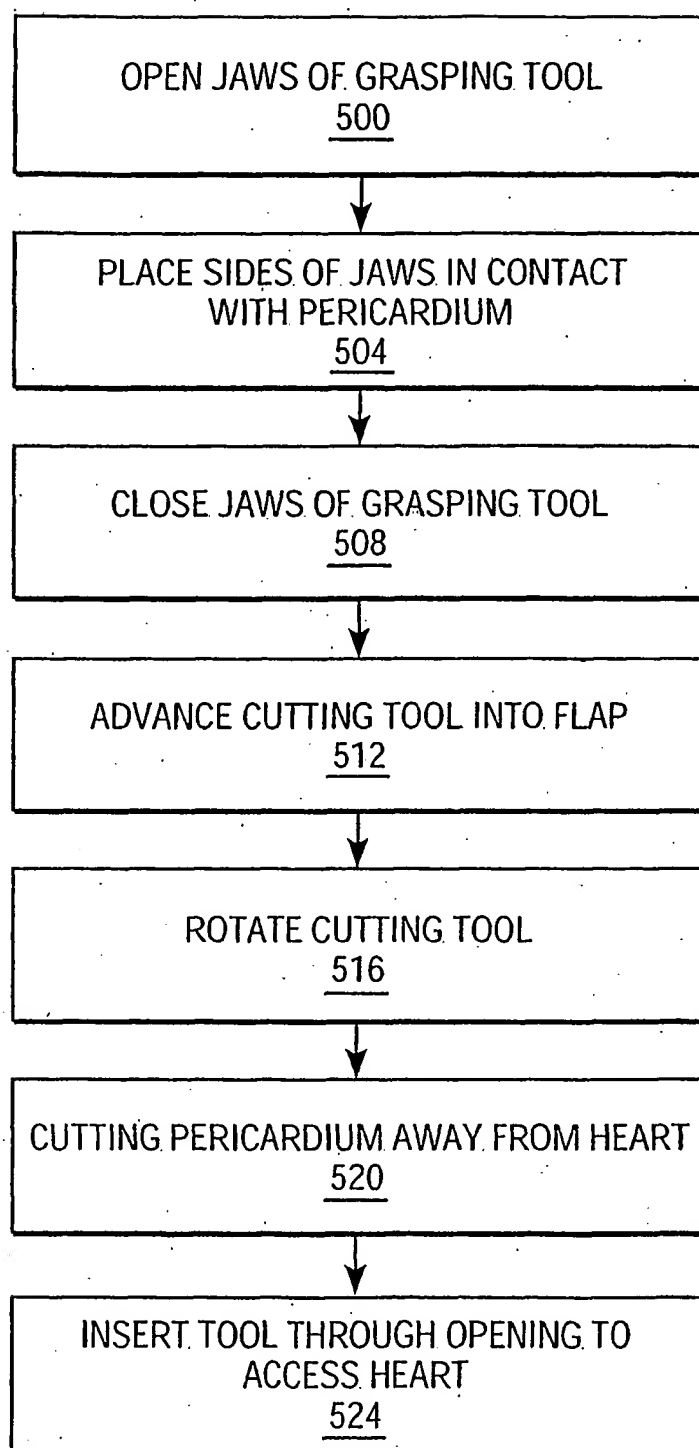 OPEN JAWS OF GRASPING TOOL
500
PLACE SIDES OF JAWS IN CONTACT
WITH PERICARDIUM
504
CLOSE JAWS OF GRASPING TOOL
508
ADVANCE CUTTING TOOL INTO FLAP
512
ROTATE CUTTING TOOL
516
CUTTING PERICARDIUM AWAY FROM HEART
520
INSERT TOOL THROUGH OPENING TO
ACCESS HEART
524